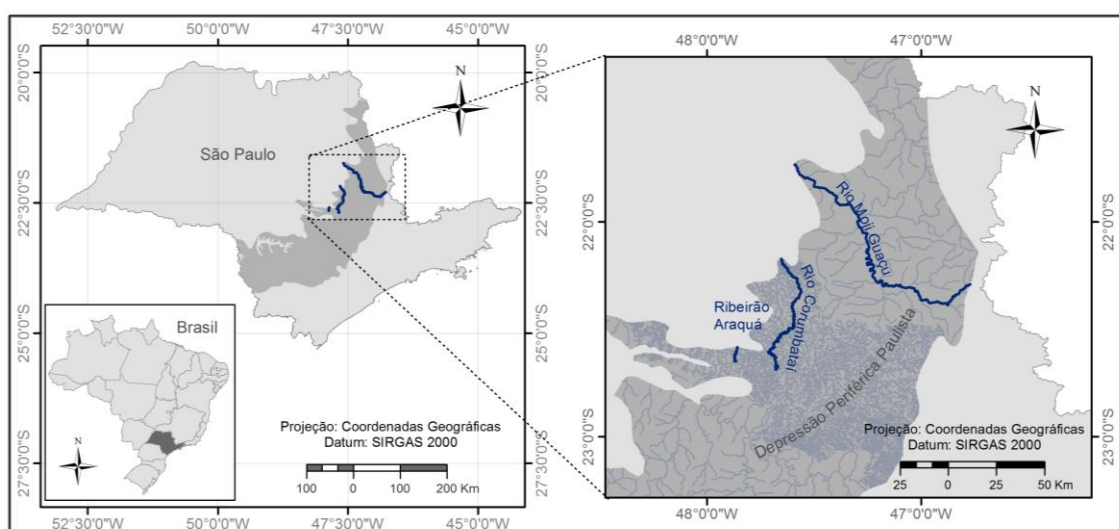 52°30'0"W 50°0'0"W 47°30'0"W 45°0'0"W
20°0'0"S
22°30'0"S
25°0'0"S
27°30'0"S
N
São Paulo
Brasil
N
Projeção: Coordenadas Geográficas
Datum: SIRGAS 2000
100 0 100 200 Km
20°0'0"S
22°30'0"S
25°0'0"S
27°30'0"S
52°30'0"W 50°0'0"W 47°30'0"W 45°0'0"W
48°0'0"W 47°0'0"W
N
22°0'0"S
22°0'0"S
Rio Moji Guaçu
Rio Corumbataí
Ribeirão
Araquá
Depressão Periférica Paulista
23°0'0"S
23°0'0"S
Projeção: Coordenadas Geográficas
Datum: SIRGAS 2000
25 0 25 50 Km
48°0'0"W 47°0'0"W